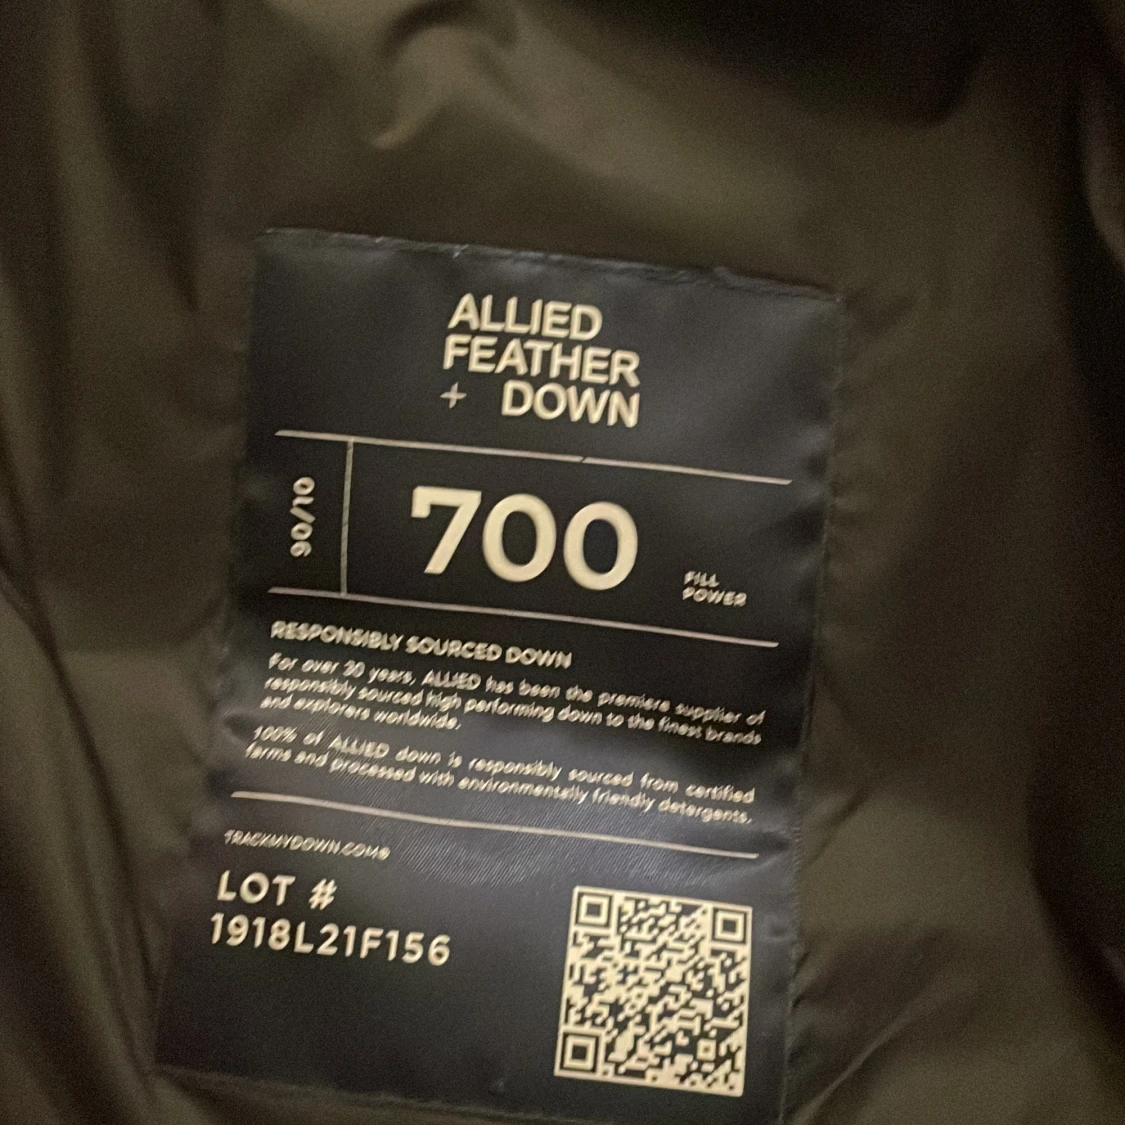 ALLIED
FEATHER
+ DOWN
90/10
700
FILL
POWER
RESPONSIBLY SOURCED DOWN
For over 30 years, ALLIED has been the premiere supplier of
responsibly sourced high performing down to the finest brands
and explorers worldwide.
100% of ALLIED down is responsibly sourced from certified
farms and processed with environmentally friendly detergents.
TRACKMYDOWN.COM®
LOT #
1918L21F156